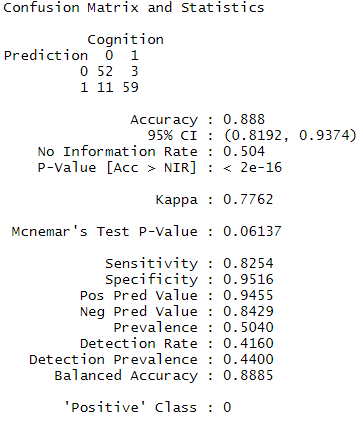 Confusion Matrix and Statistics
Cognition
Prediction 0 1
0 52 3
1 11 59
Accuracy : 0.888
95% CI : (0.8192, 0.9374)
No Information Rate : 0.504
P-Value [Acc > NIR] : < 2e-16
Kappa : 0.7762
Mcnemar's Test P-Value : 0.06137
Sensitivity : 0.8254
Specificity : 0.9516
Pos Pred Value : 0.9455
Neg Pred Value : 0.8429
Prevalence : 0.5040
Detection Rate : 0.4160
Detection Prevalence : 0.4400
Balanced Accuracy : 0.8885
'Positive' Class : 0